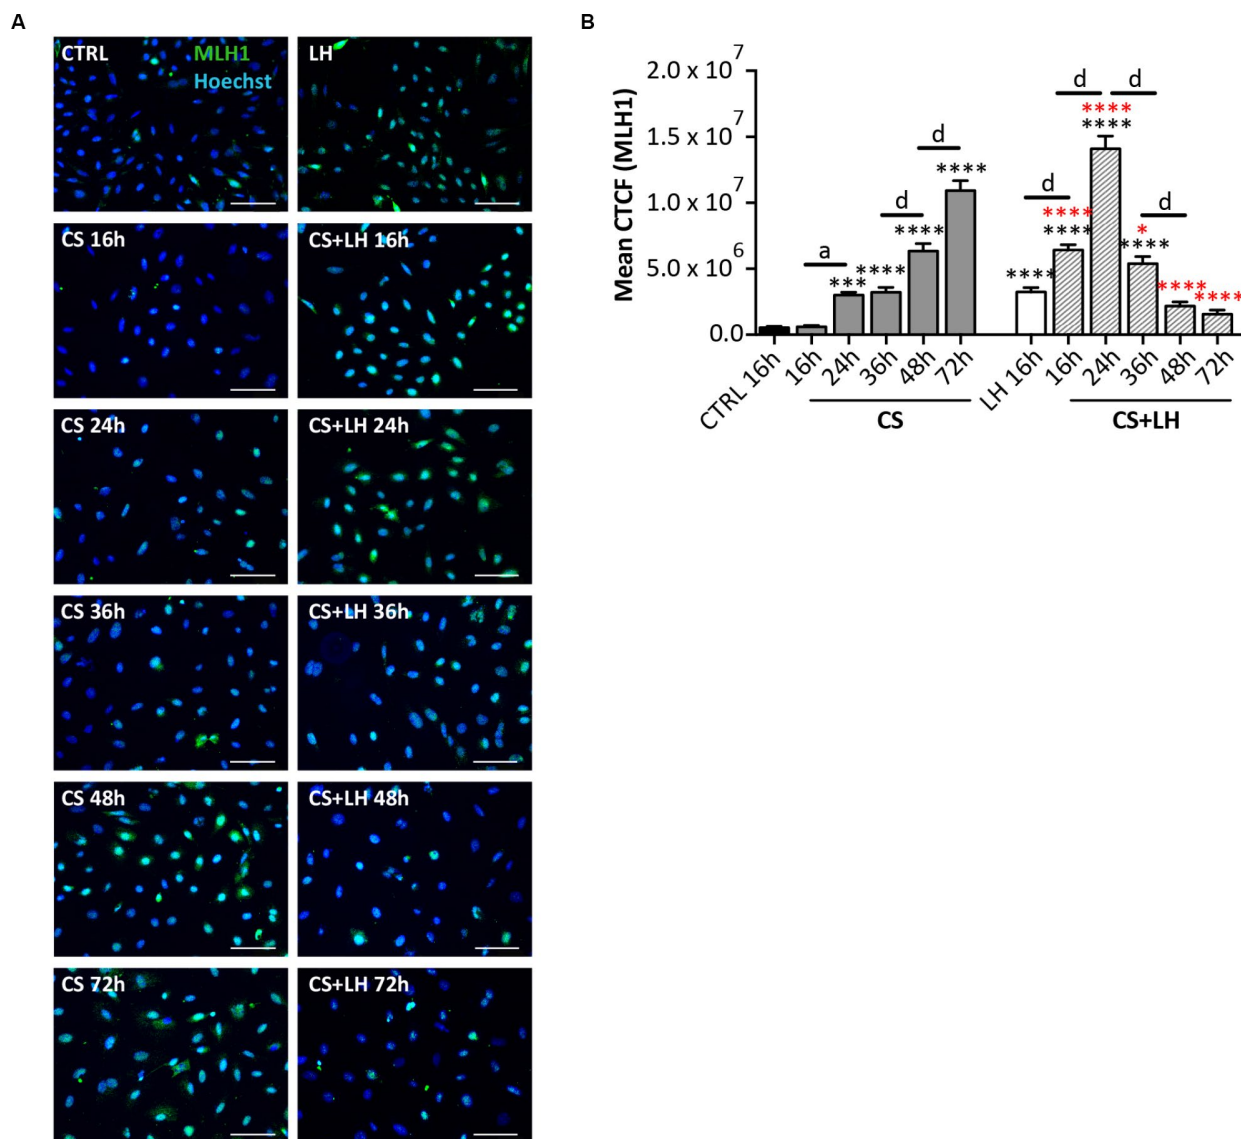 A
CTRL MLH1
Hoechst
LH
CS 16h
CS+LH 16h
CS 24h
CS+LH 24h
CS 36h
CS+LH 36h
CS 48h
CS+LH 48h
CS 72h
CS+LH 72h
B
Mean CTCF (MLH1)
2.0 x 10^7
1.5 x 10^7
1.0 x 10^7
5.0 x 10^6
0.0
a
***
****
d
****
d
****
****
d
****
****
d
****
****
d
*
****
d
****
****
CTRL 16h
16h
24h
36h
48h
72h
CS
LH 16h
16h
24h
36h
48h
72h
CS+LH